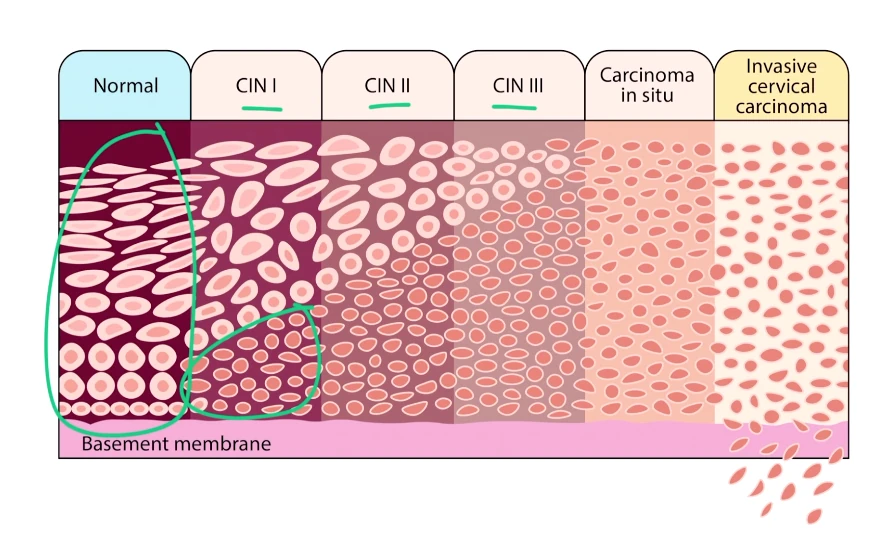 Normal
CIN I
CIN II
CIN III
Carcinoma
in situ
Invasive
cervical
carcinoma
Basement membrane